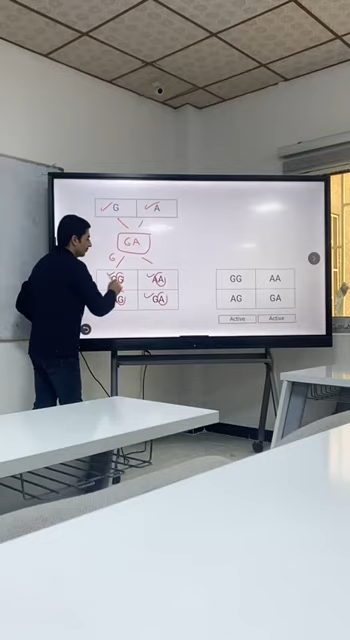 ✓G ✓A
GA
G
✓GG ✓AA
AG ✓GA
GG AA
AG GA
Active Active